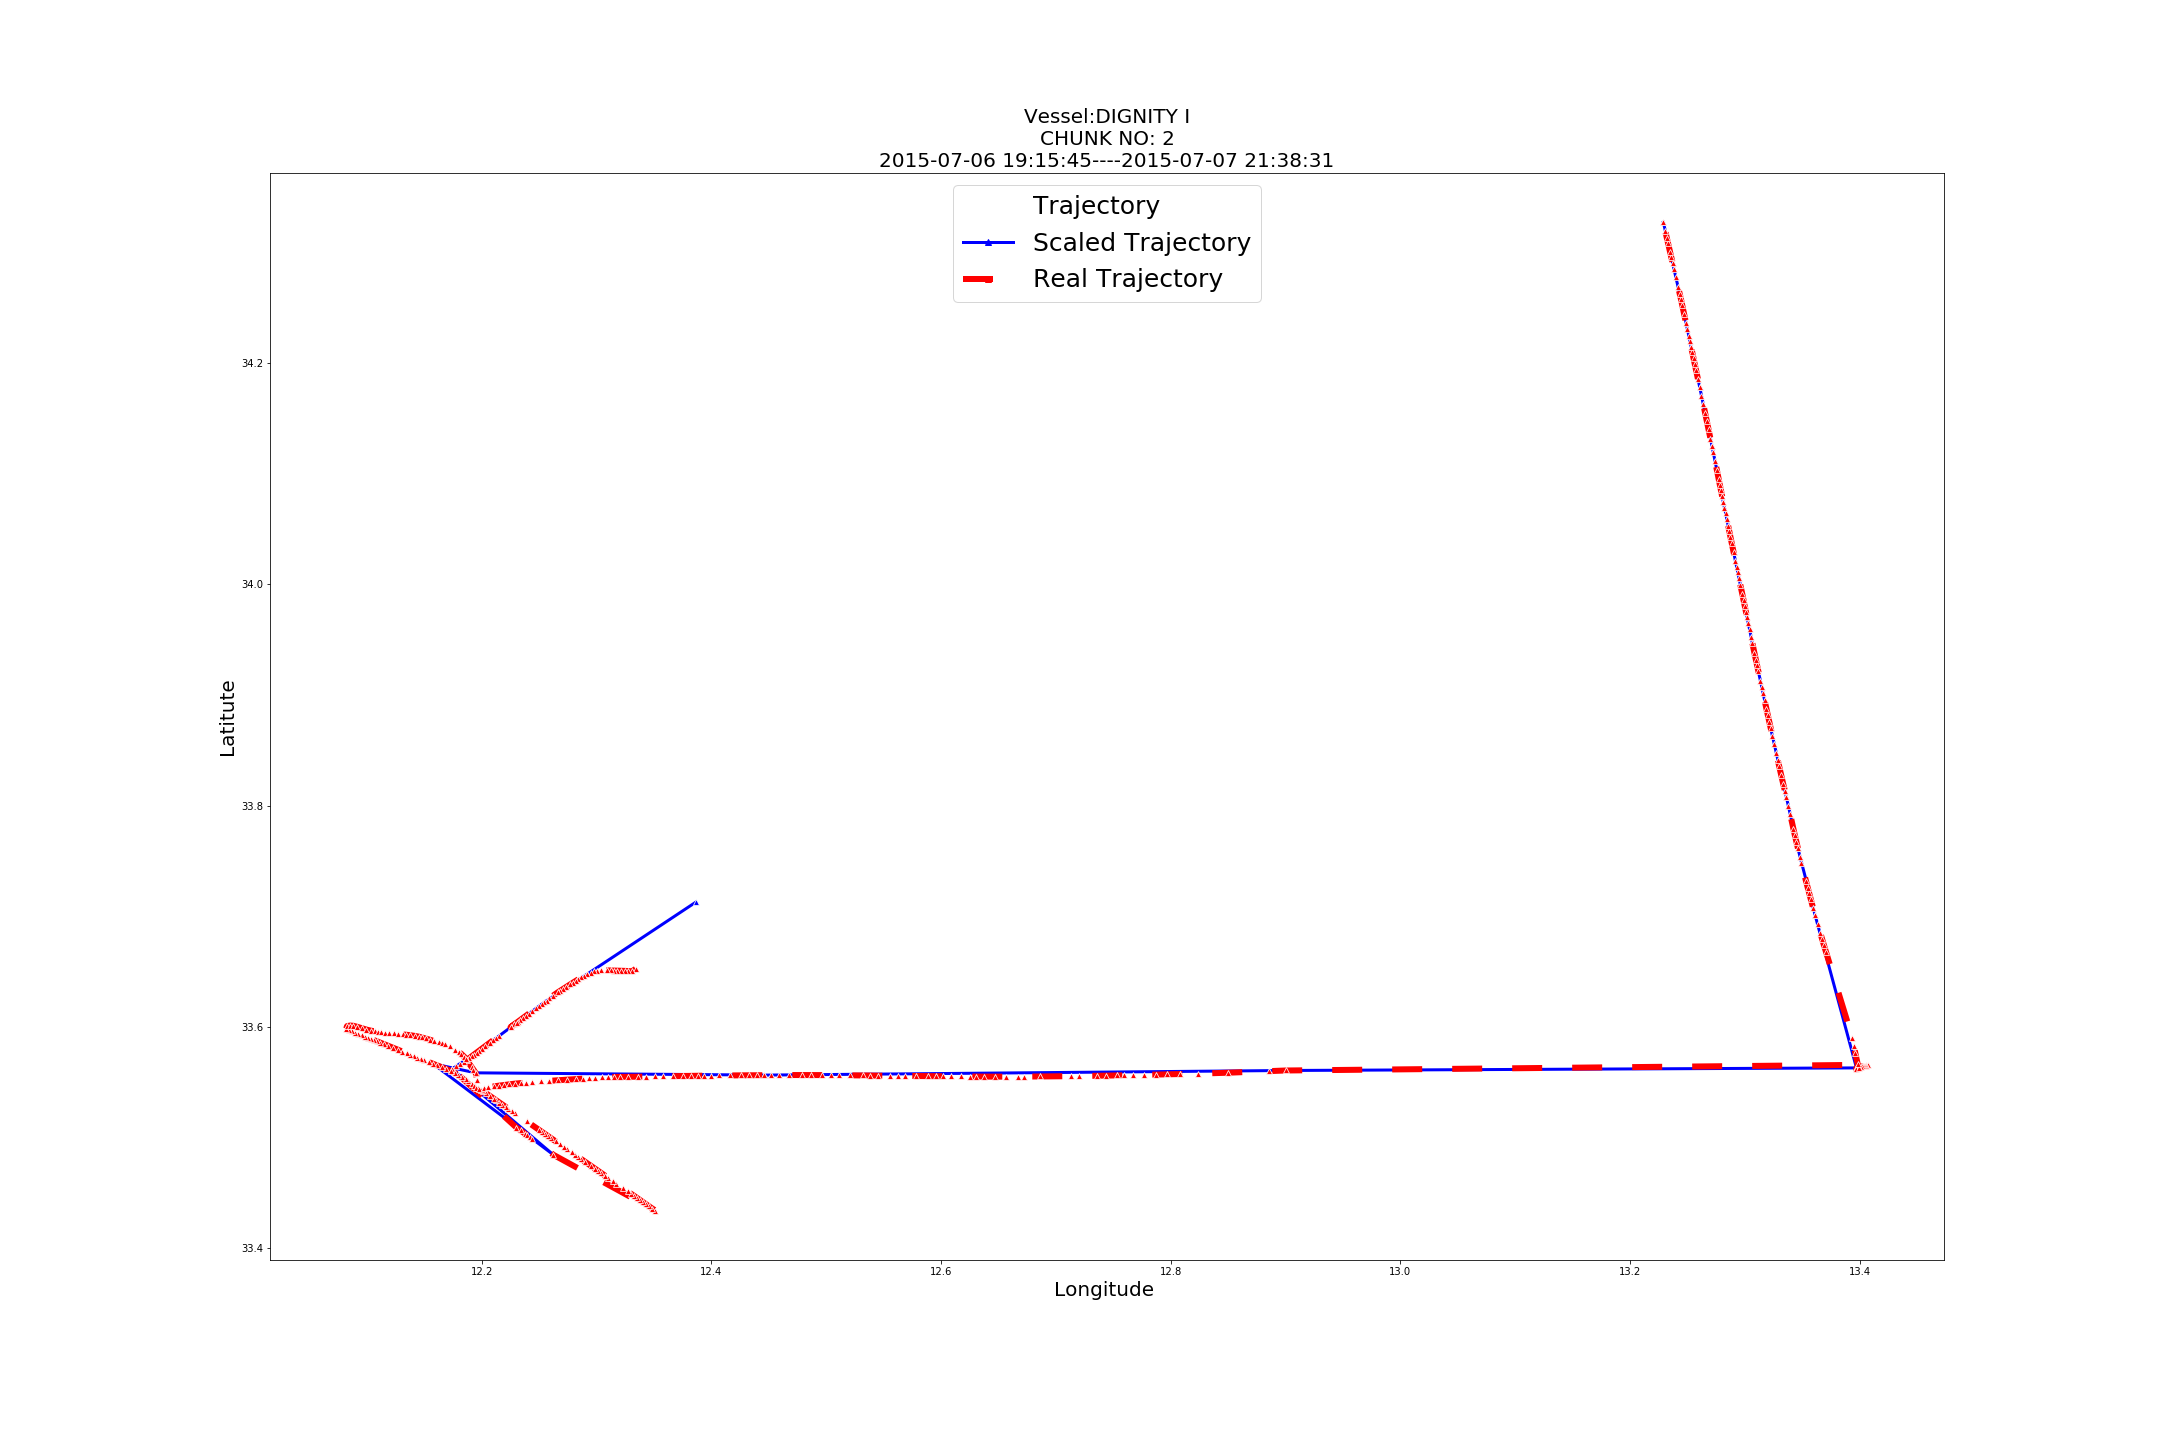 Vessel:DIGNITY I
CHUNK NO: 2
2015-07-06 19:15:45----2015-07-07 21:38:31
Trajectory
Scaled Trajectory
Real Trajectory
34.2
34.0
33.8
33.6
33.4
Latitute
12.2 12.4 12.6 12.8 13.0 13.2 13.4
Longitude